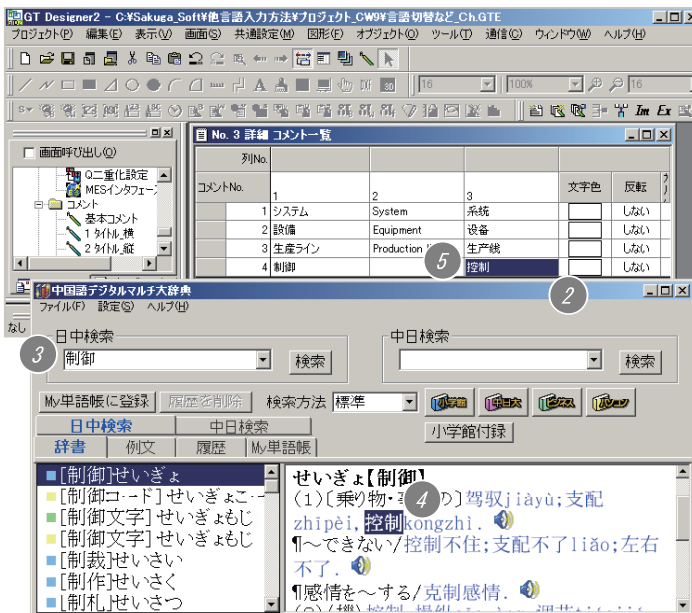 GT Designer2 - C:¥Sakuga_Soft¥他言語入力方法¥プロジェクト_CW9¥言語切替など_Ch.GTE
プロジェクト(P) 編集(E) 表示(V) 画面(S) 共通設定(M) 図形(F) オブジェクト(O) ツール(T) 通信(C) ウィンドウ(W) ヘルプ(H)
16 100% 16
Im Ex
画面呼び出し(O)
Q二重化設定
MESインタフェース
コメント
基本コメント
1 タイトル_横
2 タイトル_縦
No. 3 詳細 コメント一覧
列No.
コメントNo. 1 2 3 文字色 反転
1 システム System 系统 しない
2 設備 Equipment 设备 しない
3 生産ライン Production 生产线 しない
4 制御 控制 しない
5
2
なし
中国語デジタルマルチ大辞典
ファイル(F) 設定(S) ヘルプ(H)
日中検索 中日検索
3 制御 検索 検索
My単語帳に登録 履歴を削除 検索方法 標準 小学館 中日大 ビジネス
日中検索 中日検索 小学館付録
辞書 例文 履歴 My単語帳
[制御]せいぎょ
[制御コード]せいぎょこ-
[制御文字]せいぎょもじ
[制御文字]せいぎょもじ
[制裁]せいさい
[制作]せいさく
[制札]せいさつ
せいぎょ【制御】
(1)〔乗り物・ の〕驾驭jiàyù;支配
4
zhīpèi,控制kòngzhì.
¶～できない/控制不住;支配不了liǎo;左右
不了.
¶感情を～する/克制感情.